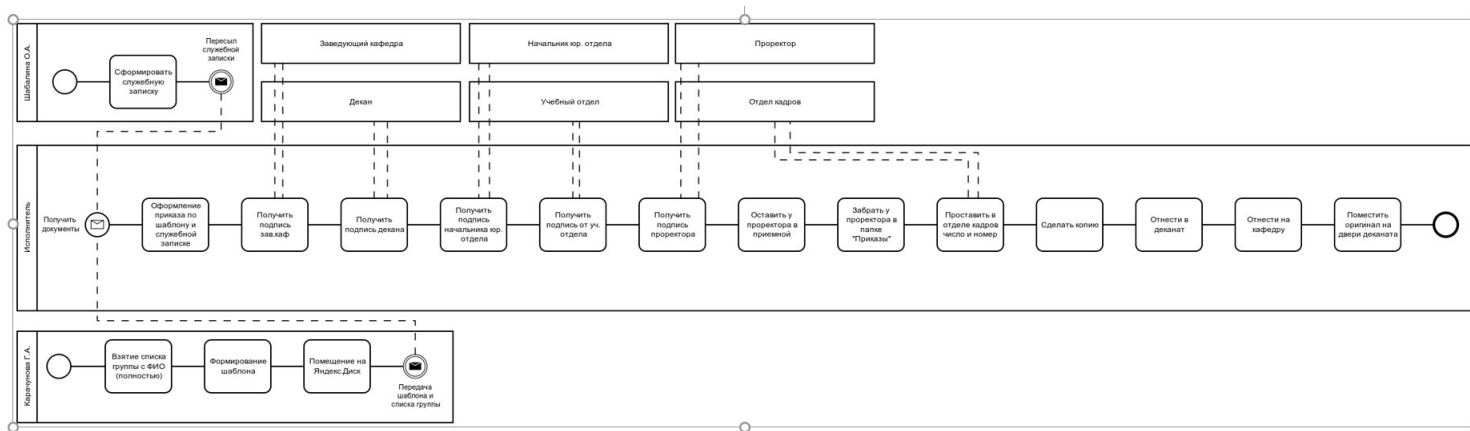 Шабалина О.А.
Сформировать
служебную
записку
Пересыл
служебной
записки
Заведующий кафедра
Декан
Начальник юр. отдела
Учебный отдел
Проректор
Отдел кадров
Исполнитель
Получить
документы
Оформление
приказа по
шаблону и
служебной
записке
Получить
подпись
зав.каф
Получить
подпись декана
Получить
подпись
начальника юр.
отдела
Получить
подпись от уч.
отдела
Получить
подпись
проректора
Оставить у
проректора в
приемной
Забрать у
проректора в
папке
"Приказы"
Проставить в
отделе кадров
число и номер
Сделать копию
Отнести в
деканат
Отнести на
кафедру
Поместить
оригинал на
двери деканата
Карачунова Г.А.
Взятие списка
группы с ФИО
(полностью)
Формирование
шаблона
Помещение на
Яндекс.Диск
Передача
шаблона и
списка группы